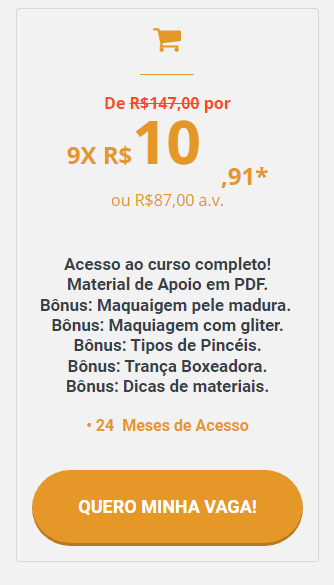 De R$147,00 por
9X R$10,91*
ou R$87,00 a.v.
Acesso ao curso completo!
Material de Apoio em PDF.
Bônus: Maquaigem pele madura.
Bônus: Maquiagem com gliter.
Bônus: Tipos de Pincéis.
Bônus: Trança Boxeadora.
Bônus: Dicas de materiais.
• 24 Meses de Acesso
QUERO MINHA VAGA!